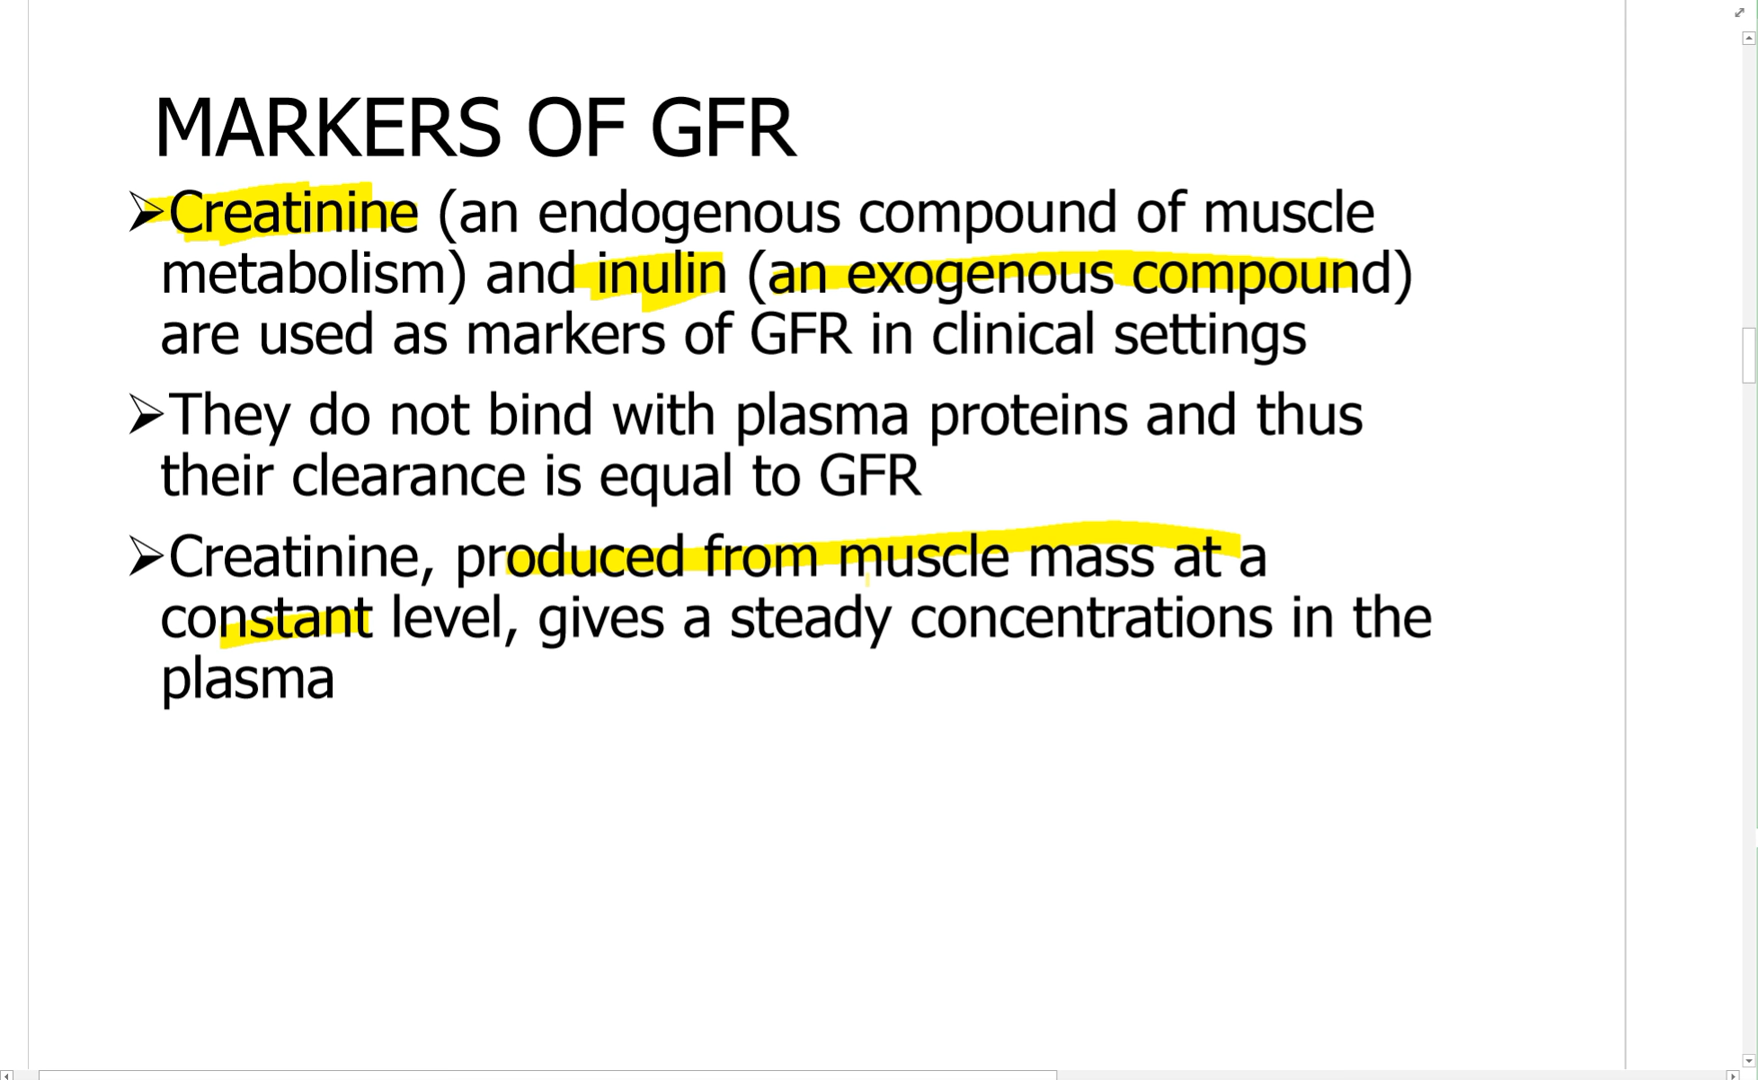 MARKERS OF GFR
➢Creatinine (an endogenous compound of muscle
metabolism) and inulin (an exogenous compound)
are used as markers of GFR in clinical settings
➢They do not bind with plasma proteins and thus
their clearance is equal to GFR
➢Creatinine, produced from muscle mass at a
constant level, gives a steady concentrations in the
plasma